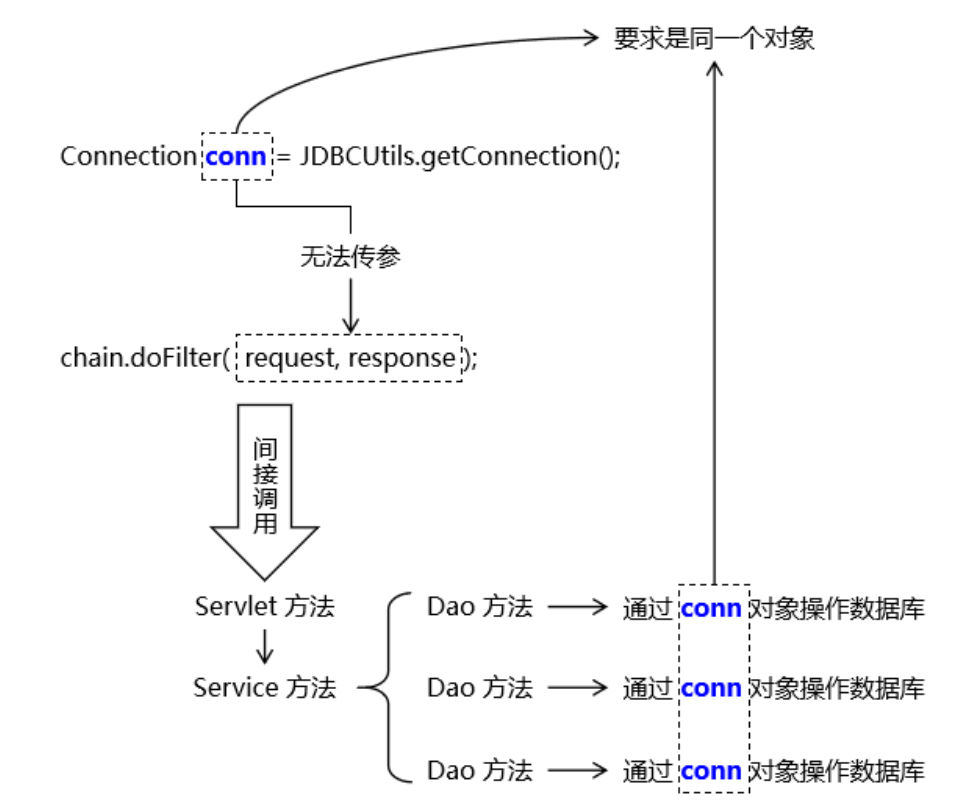 要求是同一个对象
Connection conn = JDBCUtils.getConnection();
无法传参
chain.doFilter( request, response );
间接调用
Servlet 方法
Dao 方法
通过 conn 对象操作数据库
Service 方法
Dao 方法
通过 conn 对象操作数据库
Dao 方法
通过 conn 对象操作数据库